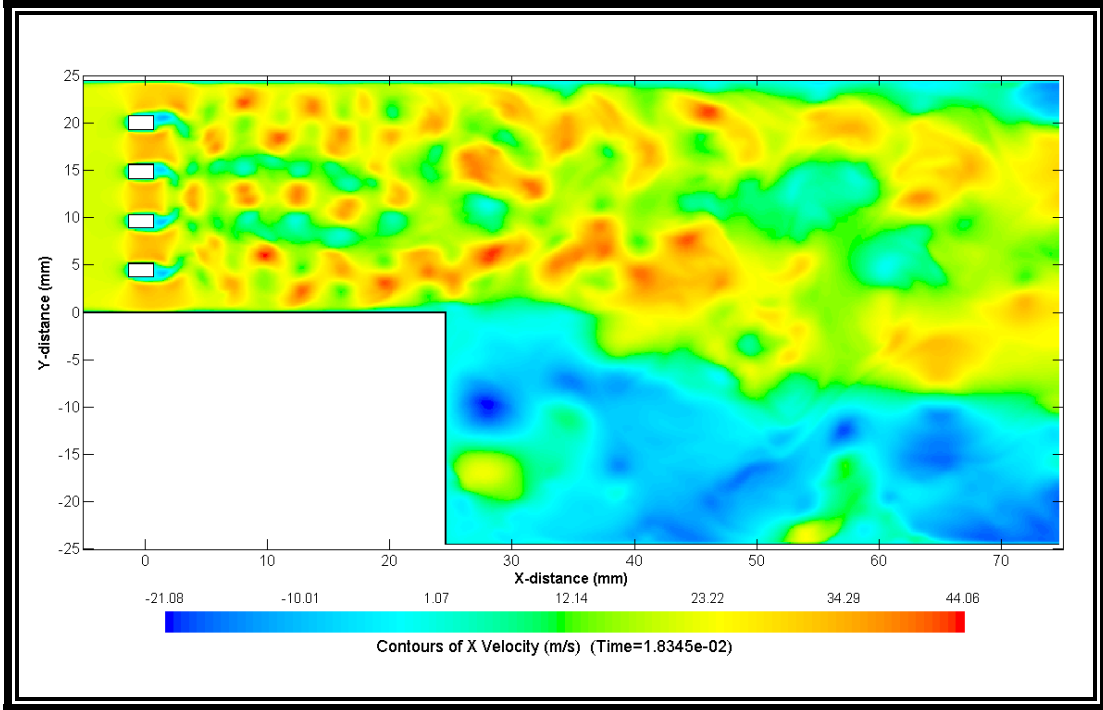 25
20
15
10
5
0
-5
-10
-15
-20
-25
Y-distance (mm)
0 10 20 30 40 50 60 70
X-distance (mm)
-21.08 -10.01 1.07 12.14 23.22 34.29 44.06
Contours of X Velocity (m/s) (Time=1.8345e-02)